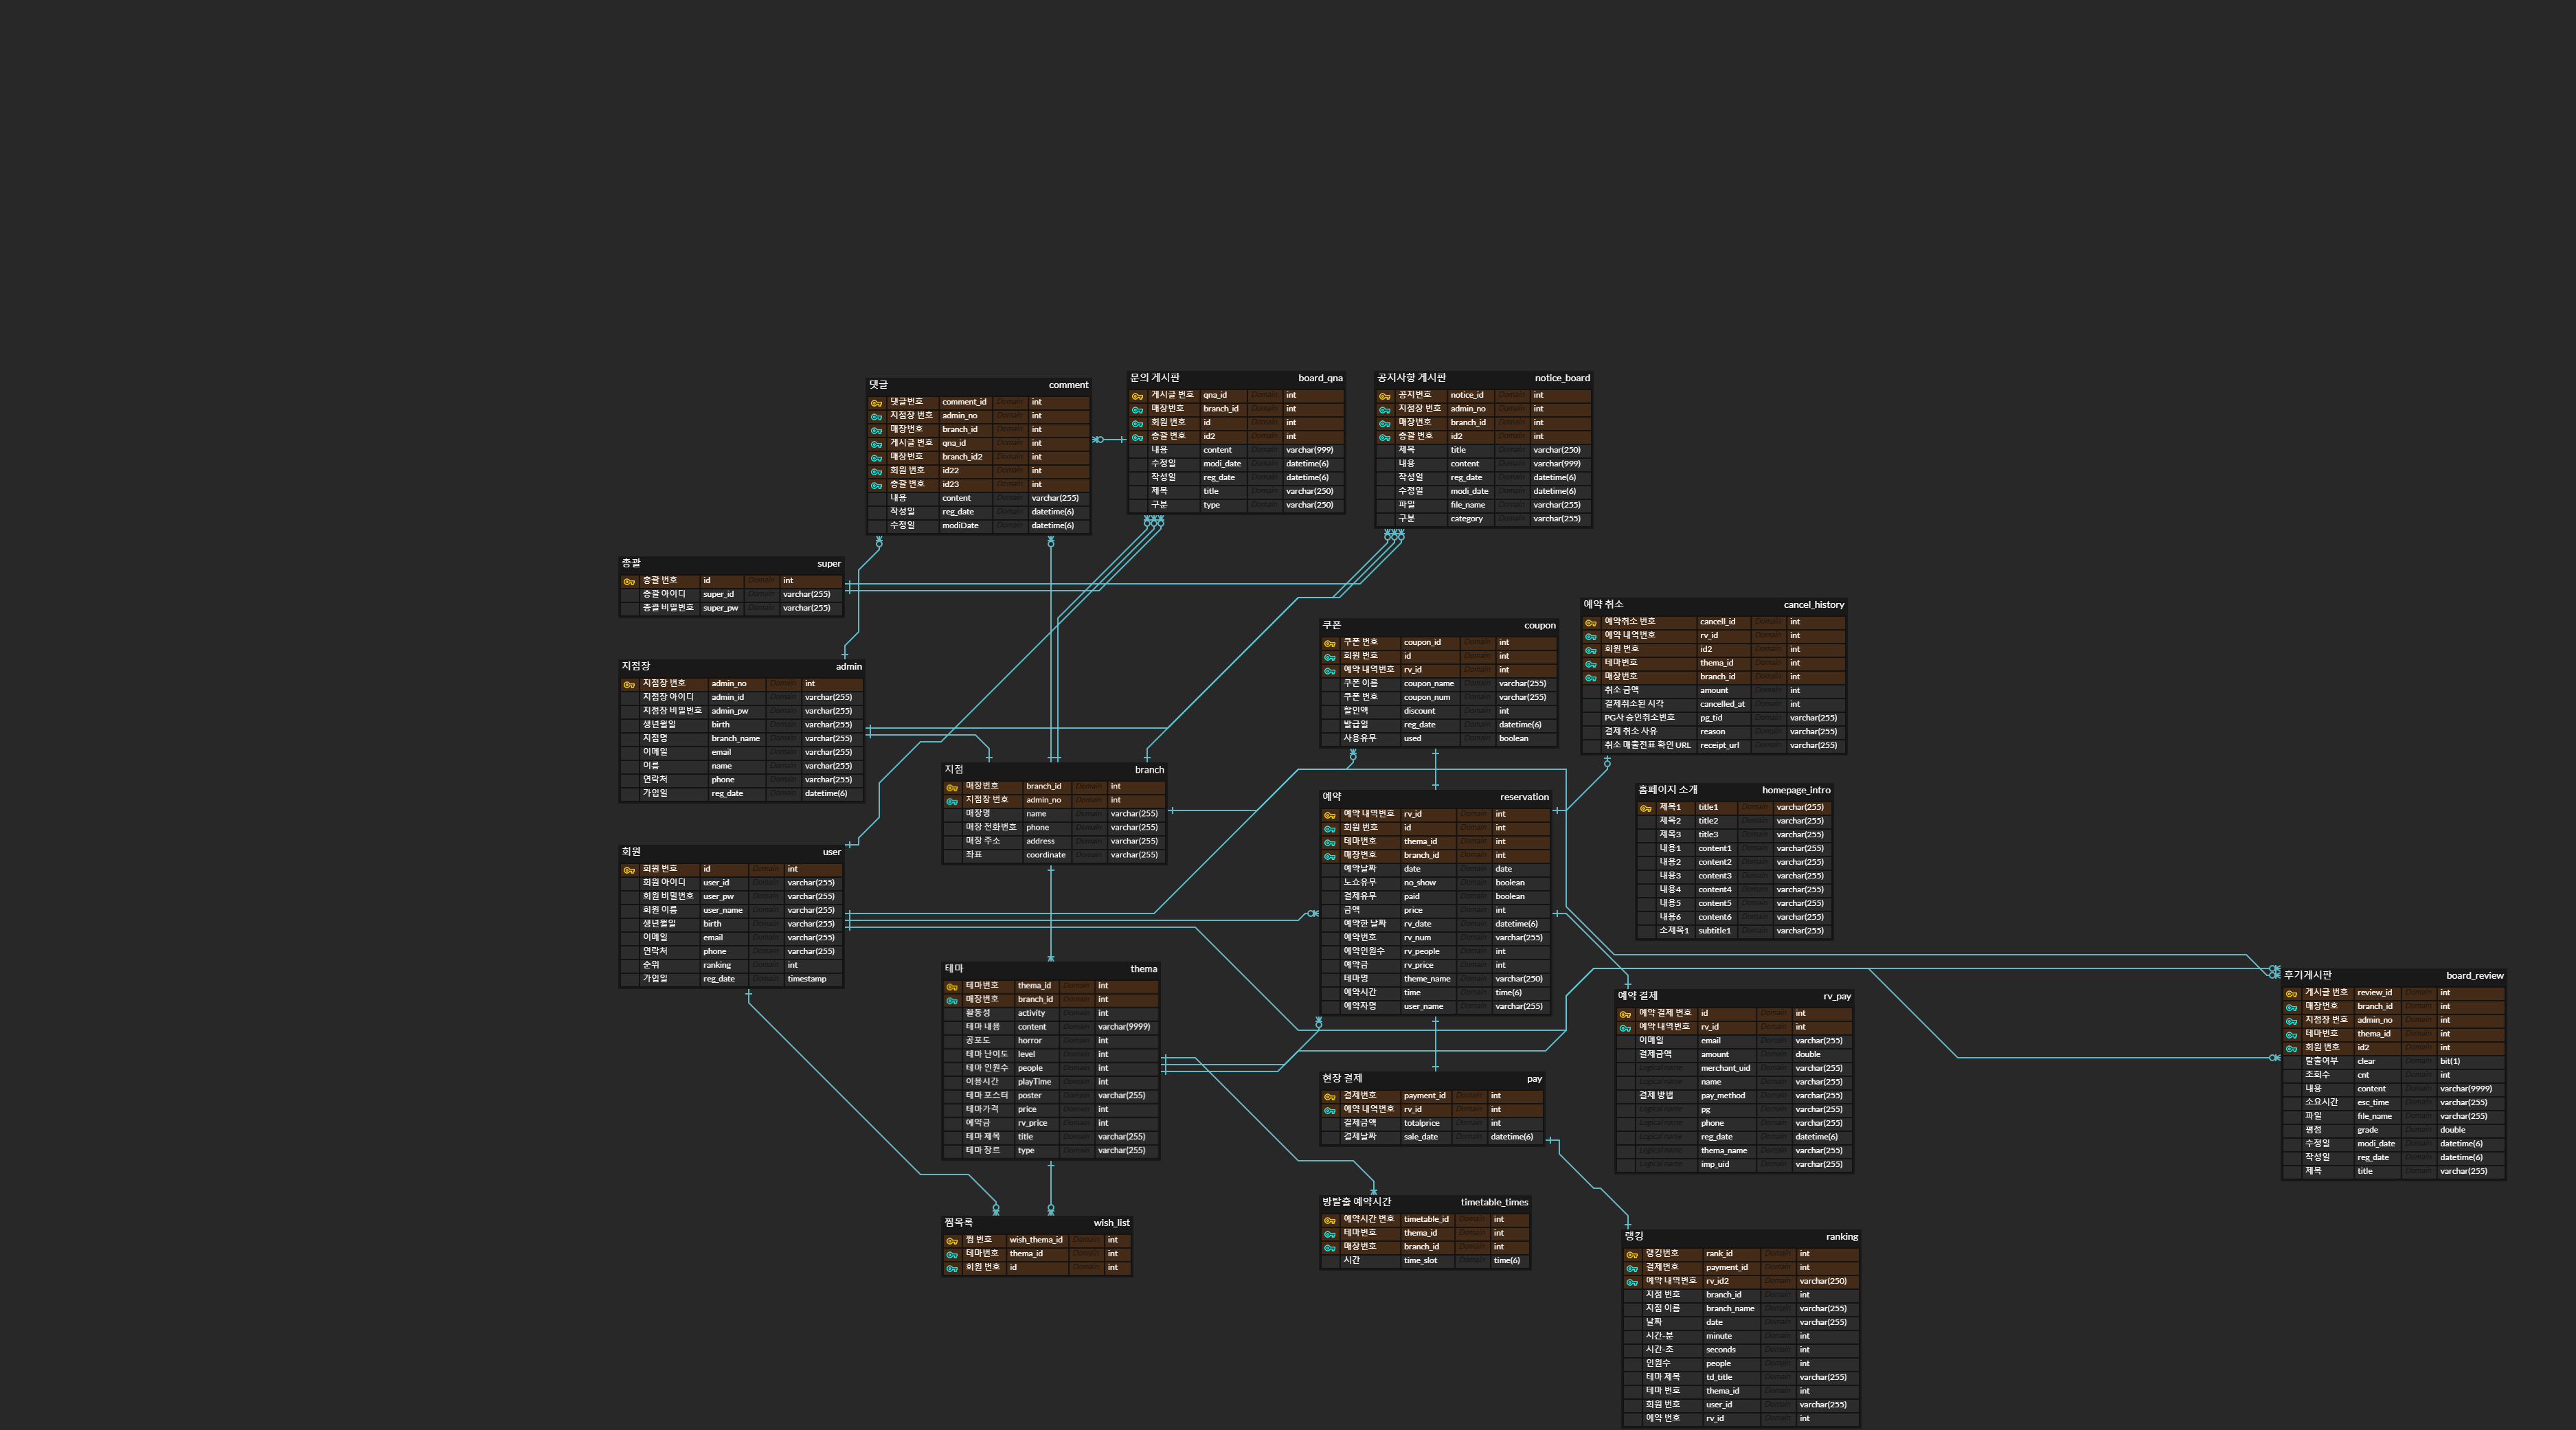 댓글 comment
댓글번호 comment_id Domain int
지점장 번호 admin_no Domain int
매장번호 branch_id Domain int
게시글 번호 qna_id Domain int
매장번호 branch_id2 Domain int
회원 번호 id22 Domain int
총괄 번호 id23 Domain int
내용 content Domain varchar(255)
작성일 reg_date Domain datetime(6)
수정일 modiDate Domain datetime(6)
문의 게시판 board_qna
게시글 번호 qna_id Domain int
매장번호 branch_id Domain int
회원 번호 id Domain int
총괄 번호 id2 Domain int
내용 content Domain varchar(999)
수정일 modi_date Domain datetime(6)
작성일 reg_date Domain datetime(6)
제목 title Domain varchar(250)
구분 type Domain varchar(250)
공지사항 게시판 notice_board
공지번호 notice_id Domain int
지점장 번호 admin_no Domain int
매장번호 branch_id Domain int
총괄 번호 id2 Domain int
제목 title Domain varchar(250)
내용 content Domain varchar(999)
작성일 reg_date Domain datetime(6)
수정일 modi_date Domain datetime(6)
파일 file_name Domain varchar(255)
구분 category Domain varchar(255)
총괄 super
총괄 번호 id Domain int
총괄 아이디 super_id Domain varchar(255)
총괄 비밀번호 super_pw Domain varchar(255)
지점장 admin
지점장 번호 admin_no Domain int
지점장 아이디 admin_id Domain varchar(255)
지점장 비밀번호 admin_pw Domain varchar(255)
생년월일 birth Domain varchar(255)
지점명 branch_name Domain varchar(255)
이메일 email Domain varchar(255)
이름 name Domain varchar(255)
연락처 phone Domain varchar(255)
가입일 reg_date Domain datetime(6)
쿠폰 coupon
쿠폰 번호 coupon_id Domain int
회원 번호 id Domain int
예약 내역번호 rv_id Domain int
쿠폰 이름 coupon_name Domain varchar(255)
쿠폰 번호 coupon_num Domain varchar(255)
할인액 discount Domain int
발급일 reg_date Domain datetime(6)
사용유무 used Domain boolean
예약 취소 cancel_history
예약취소 번호 cancell_id Domain int
예약 내역번호 rv_id Domain int
회원 번호 id2 Domain int
테마번호 thema_id Domain int
매장번호 branch_id Domain int
취소 금액 amount Domain int
결제취소된 시각 cancelled_at Domain int
PG사 승인취소번호 pg_tid Domain varchar(255)
결제 취소 사유 reason Domain varchar(255)
취소 매출전표 확인 URL receipt_url Domain varchar(255)
지점 branch
매장번호 branch_id Domain int
지점장 번호 admin_no Domain int
매장명 name Domain varchar(255)
매장 전화번호 phone Domain varchar(255)
매장 주소 address Domain varchar(255)
좌표 coordinate Domain varchar(255)
예약 reservation
예약 내역번호 rv_id Domain int
회원 번호 id Domain int
테마번호 thema_id Domain int
매장번호 branch_id Domain int
예약날짜 date Domain date
노쇼유무 no_show Domain boolean
결제유무 paid Domain boolean
금액 price Domain int
예약한 날짜 rv_date Domain datetime(6)
예약번호 rv_num Domain varchar(255)
예약인원수 rv_people Domain int
예약금 rv_price Domain int
테마명 theme_name Domain varchar(250)
예약시간 time Domain time(6)
예약자명 user_name Domain varchar(255)
홈페이지 소개 homepage_intro
제목1 title1 Domain varchar(255)
제목2 title2 Domain varchar(255)
제목3 title3 Domain varchar(255)
내용1 content1 Domain varchar(255)
내용2 content2 Domain varchar(255)
내용3 content3 Domain varchar(255)
내용4 content4 Domain varchar(255)
내용5 content5 Domain varchar(255)
내용6 content6 Domain varchar(255)
소제목1 subtitle1 Domain varchar(255)
회원 user
회원 번호 id Domain int
회원 아이디 user_id Domain varchar(255)
회원 비밀번호 user_pw Domain varchar(255)
회원 이름 user_name Domain varchar(255)
생년월일 birth Domain varchar(255)
이메일 email Domain varchar(255)
연락처 phone Domain varchar(255)
순위 ranking Domain int
가입일 reg_date Domain timestamp
테마 thema
테마번호 thema_id Domain int
매장번호 branch_id Domain int
활동성 activity Domain int
테마 내용 content Domain varchar(9999)
공포도 horror Domain int
테마 난이도 level Domain int
테마 인원수 people Domain int
이용시간 playTime Domain int
테마 포스터 poster Domain varchar(255)
테마가격 price Domain int
예약금 rv_price Domain int
테마 제목 title Domain varchar(255)
테마 장르 type Domain varchar(255)
후기게시판 board_review
게시글 번호 review_id Domain int
매장번호 branch_id Domain int
지점장 번호 admin_no Domain int
테마번호 thema_id Domain int
회원 번호 id2 Domain int
탈출여부 clear Domain bit(1)
조회수 cnt Domain int
내용 content Domain varchar(9999)
소요시간 esc_time Domain varchar(255)
파일 file_name Domain varchar(255)
평점 grade Domain double
수정일 modi_date Domain datetime(6)
작성일 reg_date Domain datetime(6)
제목 title Domain varchar(255)
예약 결제 rv_pay
예약 결제 번호 id Domain int
예약 내역번호 rv_id Domain int
이메일 email Domain varchar(255)
결제금액 amount Domain double
Logical name merchant_uid Domain varchar(255)
Logical name name Domain varchar(255)
결제 방법 pay_method Domain varchar(255)
Logical name pg Domain varchar(255)
Logical name phone Domain varchar(255)
Logical name reg_date Domain datetime(6)
Logical name thema_name Domain varchar(255)
Logical name imp_uid Domain varchar(255)
현장 결제 pay
결제번호 payment_id Domain int
예약 내역번호 rv_id Domain int
결제금액 totalprice Domain int
결제날짜 sale_date Domain datetime(6)
방탈출 예약시간 timetable_times
예약시간 번호 timetable_id Domain int
테마번호 thema_id Domain int
매장번호 branch_id Domain int
시간 time_slot Domain time(6)
찜목록 wish_list
찜 번호 wish_thema_id Domain int
테마번호 thema_id Domain int
회원 번호 id Domain int
랭킹 ranking
랭킹번호 rank_id Domain int
결제번호 payment_id Domain int
예약 내역번호 rv_id2 Domain varchar(250)
지점 번호 branch_id Domain int
지점 이름 branch_name Domain varchar(255)
날짜 date Domain varchar(255)
시간-분 minute Domain int
시간-초 seconds Domain int
인원수 people Domain int
테마 제목 td_title Domain varchar(255)
테마 번호 thema_id Domain int
회원 번호 user_id Domain varchar(255)
예약 번호 rv_id Domain int